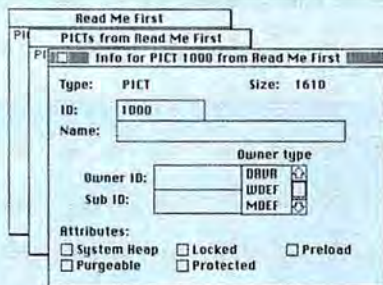 Read Me First
PI
PICTs from Read Me First
PI
Info for PICT 1000 from Read Me First
Type: PICT Size: 1610
ID: 1000
Name:
Owner type
Owner ID: DRVR
WDEF
Sub ID: MDEF
Attributes:
System Heap Locked Preload
Purgeable Protected